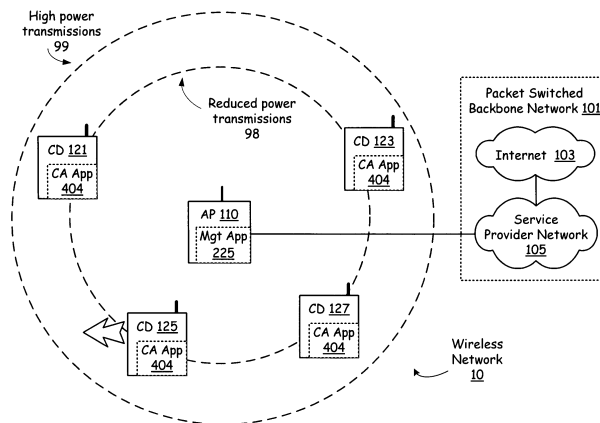 High power
transmissions
99
Reduced power
transmissions
98
CD 121
CA App
404
CD 123
CA App
404
AP 110
Mgt App
225
CD 125
CA App
404
CD 127
CA App
404
Packet Switched
Backbone Network 101
Internet 103
Service
Provider Network
105
Wireless
Network
10